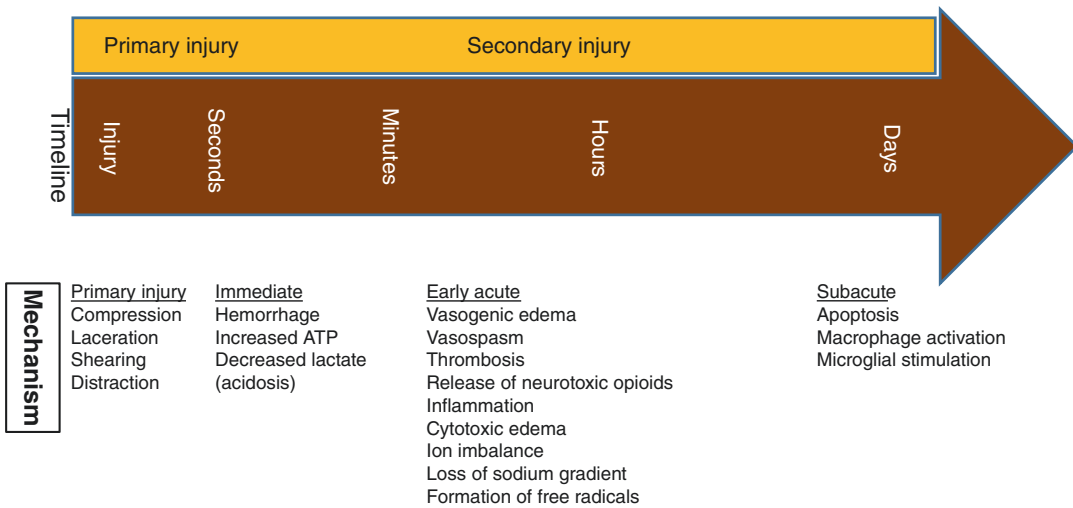 Primary injury
Secondary injury
Timeline
Injury
Seconds
Minutes
Hours
Days
Mechanism
Primary injury
Compression
Laceration
Shearing
Distraction
Immediate
Hemorrhage
Increased ATP
Decreased lactate
(acidosis)
Early acute
Vasogenic edema
Vasospasm
Thrombosis
Release of neurotoxic opioids
Inflammation
Cytotoxic edema
Ion imbalance
Loss of sodium gradient
Formation of free radicals
Subacute
Apoptosis
Macrophage activation
Microglial stimulation